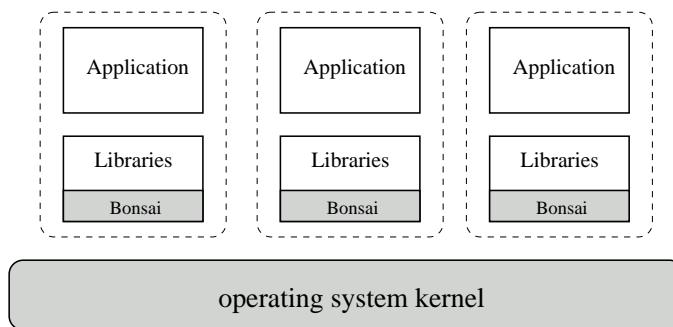 Application Application Application
Libraries Libraries Libraries
Bonsai Bonsai Bonsai
operating system kernel